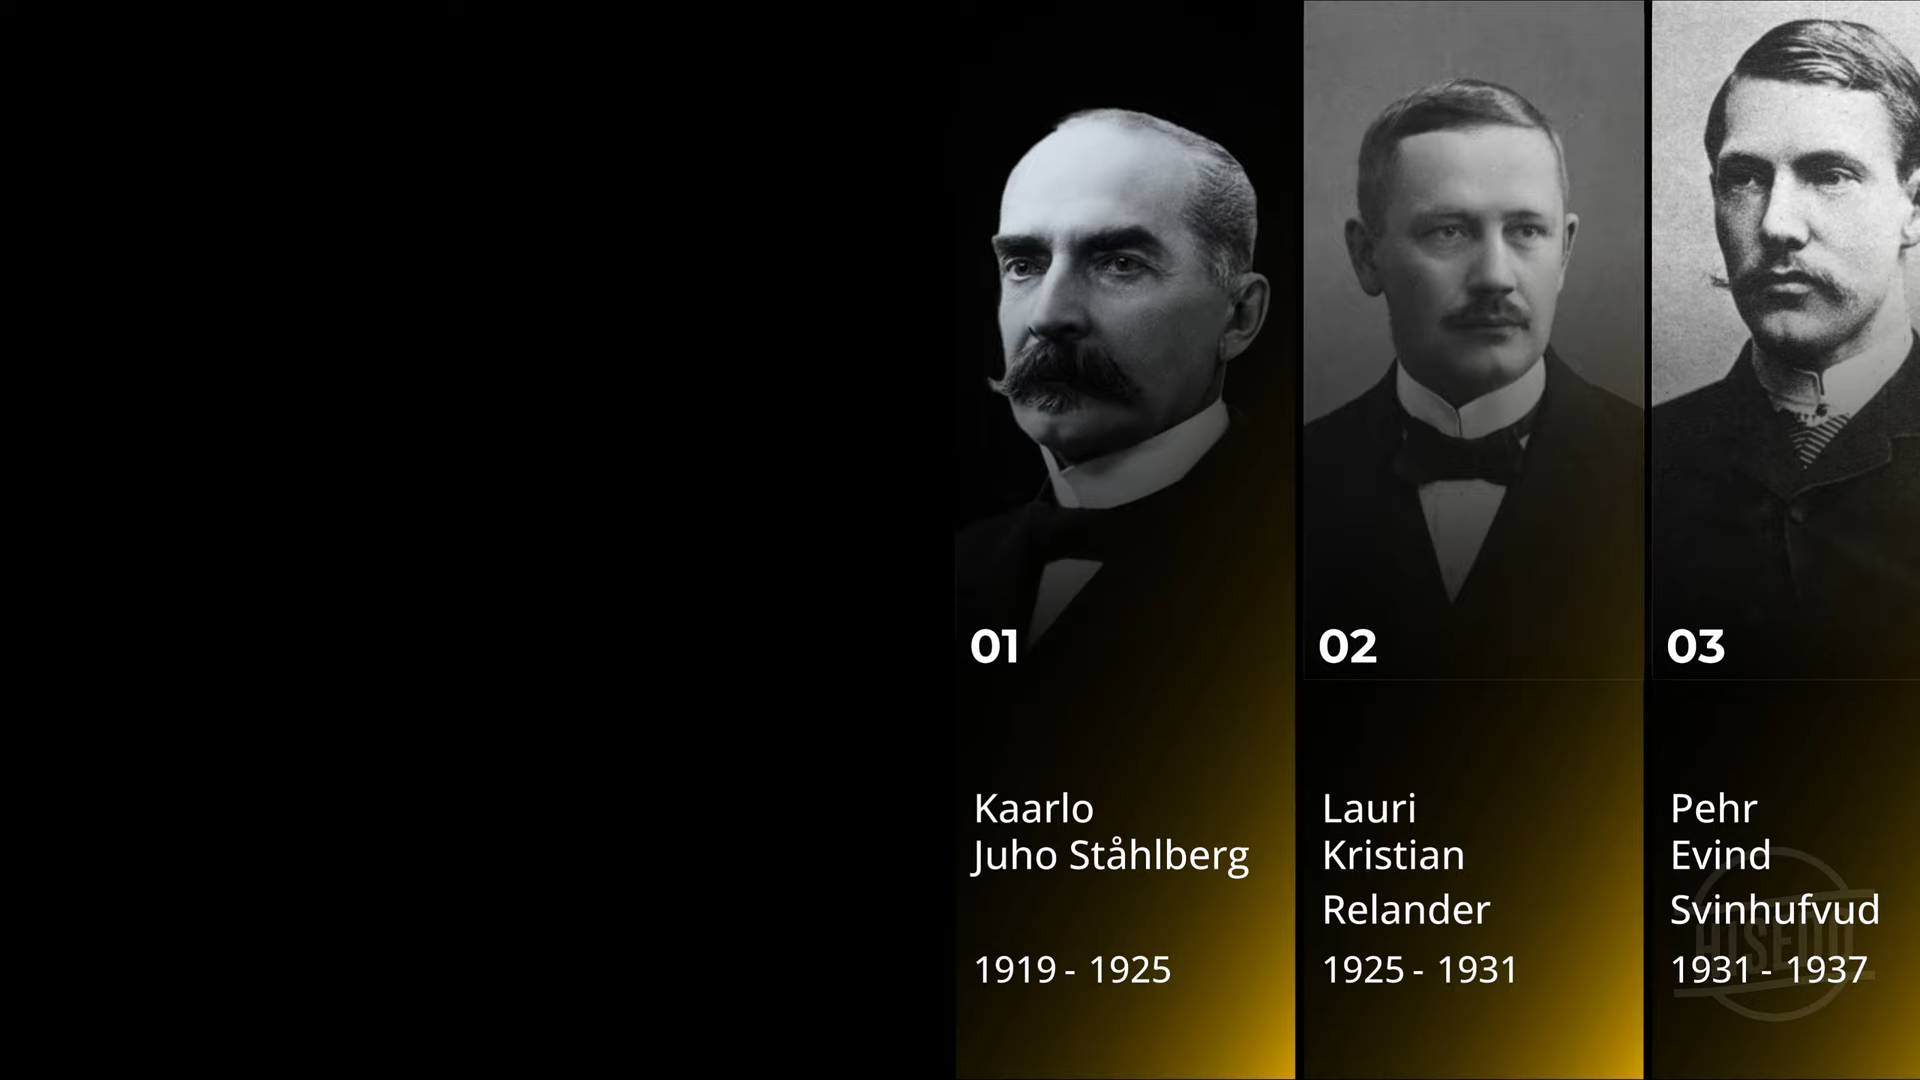 01
Kaarlo
Juho Ståhlberg
1919 - 1925
02
Lauri
Kristian
Relander
1925 - 1931
03
Pehr
Evind
Svinhufvud
1931 - 1937